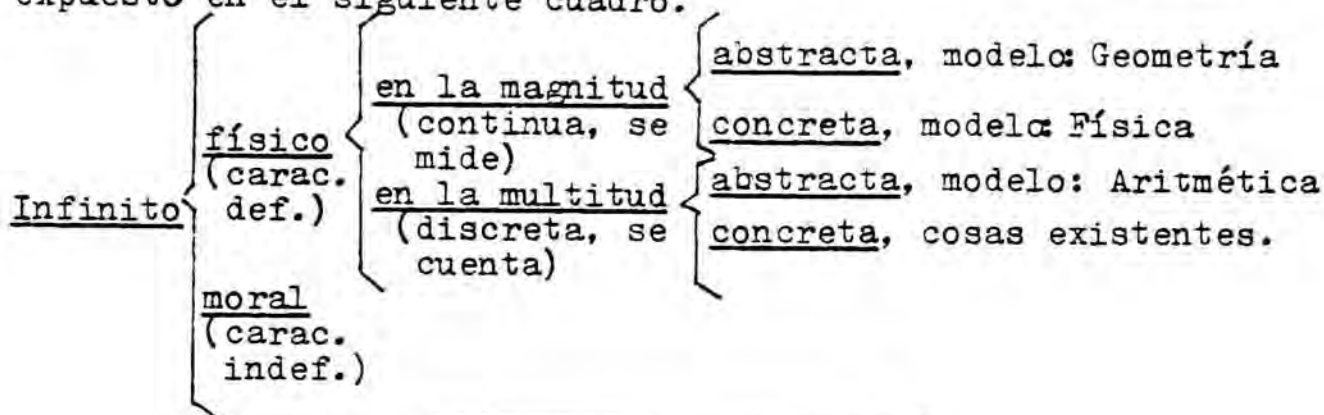 expuesto en el siguiente cuadro.
abstracta, modelo: Geometría
en la magnitud
(continua, se
mide)
concreta, modelo: Física
físico
(carac.
def.)
Infinito
en la multitud
(discreta, se
cuenta)
abstracta, modelo: Aritmética
concreta, cosas existentes.
moral
(carac.
indef.)